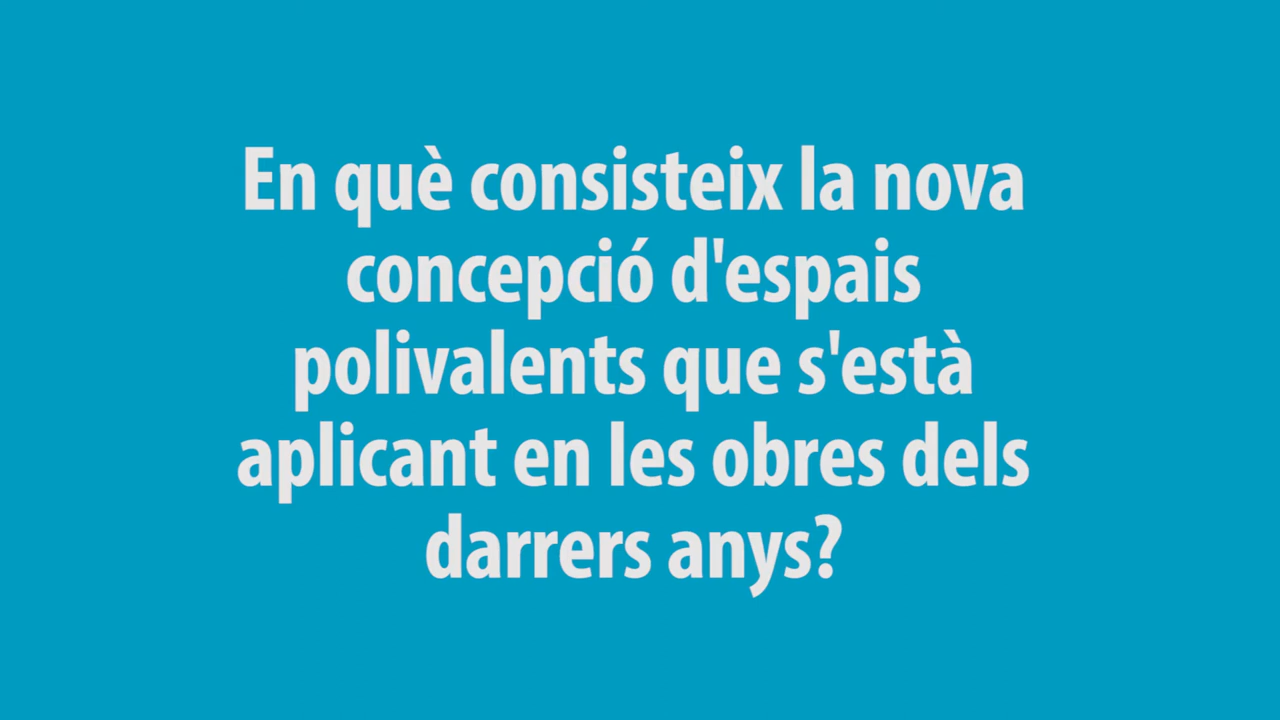 En què consisteix la nova
concepció d'espais
polivalents que s'està
aplicant en les obres dels
darrers anys?